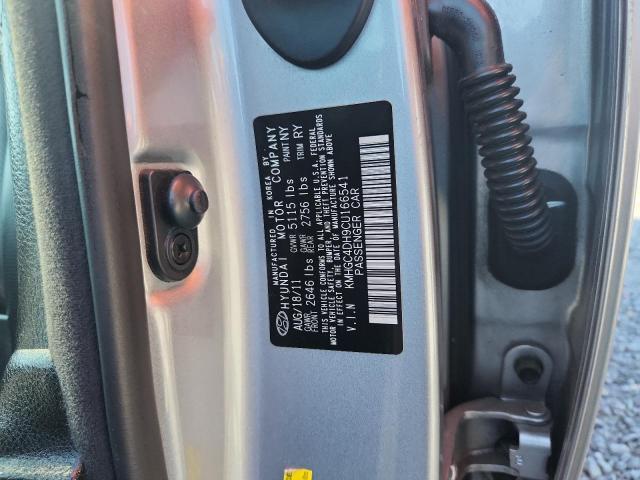 MANUFACTURED IN KOREA BY
HYUNDAI MOTOR COMPANY
AUG/18/11 GVWR 5115 lbs PAINT NY
GAWR FRONT 2646 lbs GAWR REAR 2756 lbs TRIM RY
THIS VEHICLE CONFORMS TO ALL APPLICABLE U.S.A. FEDERAL
MOTOR VEHICLE SAFETY, BUMPER, AND THEFT PREVENTION STANDARDS
IN EFFECT ON THE DATE OF MANUFACTURE SHOWN ABOVE
V.I.N KMHGC4DH9CU166541
PASSENGER CAR